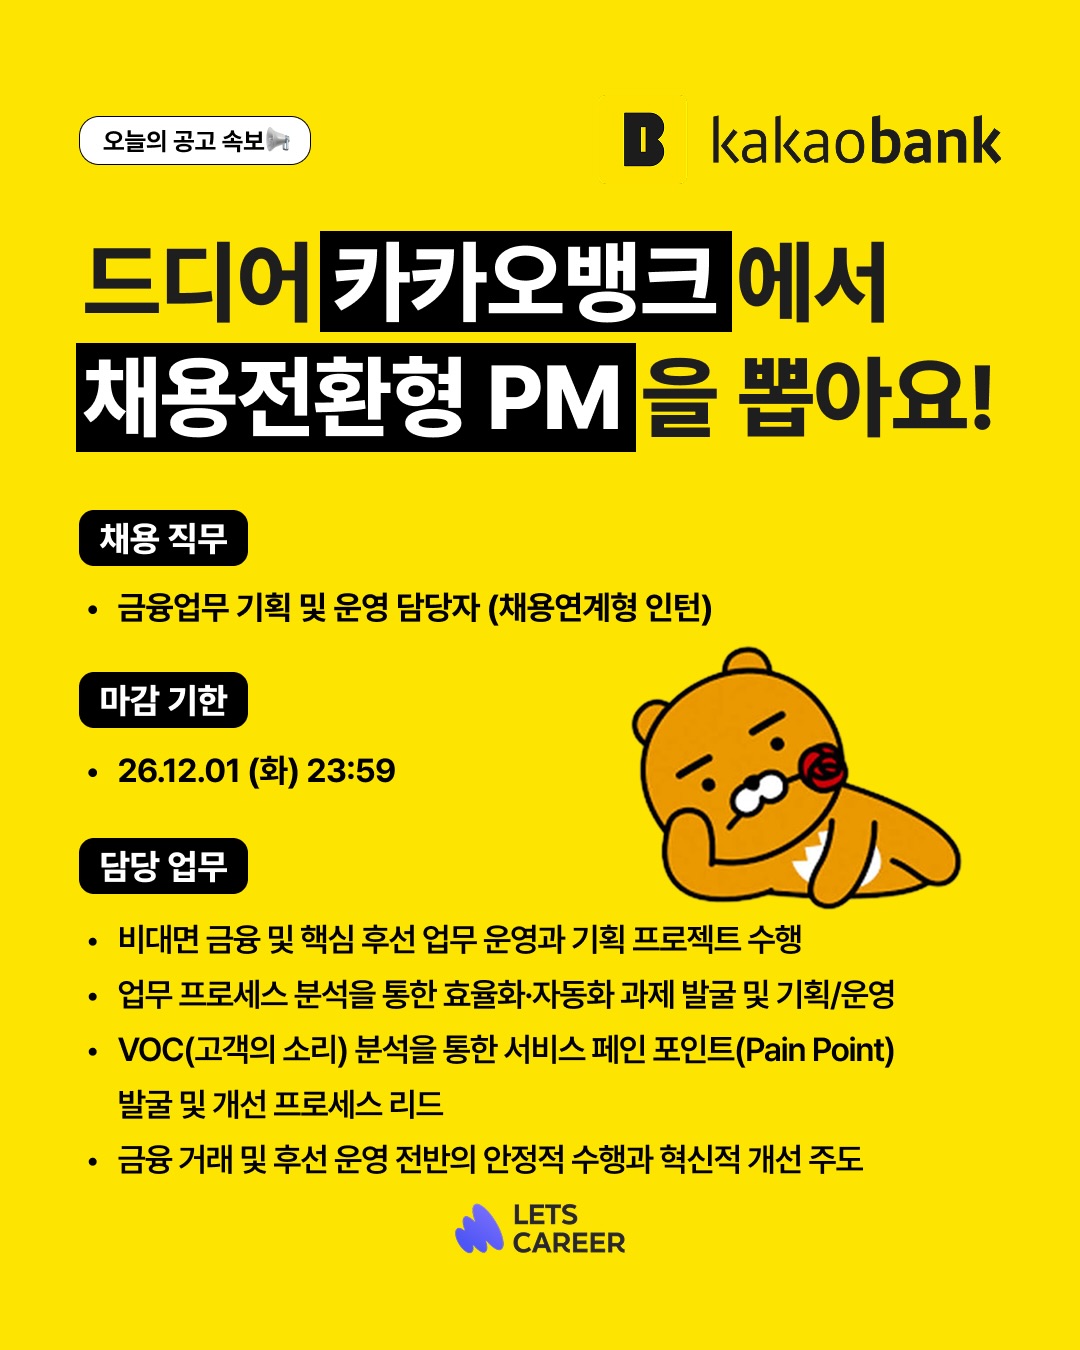 오늘의 공고 속보
B kakaobank
드디어 카카오뱅크에서
채용전환형 PM을 뽑아요!
채용 직무
• 금융업무 기획 및 운영 담당자 (채용연계형 인턴)
마감 기한
• 26.12.01 (화) 23:59
담당 업무
• 비대면 금융 및 핵심 후선 업무 운영과 기획 프로젝트 수행
• 업무 프로세스 분석을 통한 효율화·자동화 과제 발굴 및 기획/운영
• VOC(고객의 소리) 분석을 통한 서비스 페인 포인트(Pain Point)
발굴 및 개선 프로세스 리드
• 금융 거래 및 후선 운영 전반의 안정적 수행과 혁신적 개선 주도
LETS
CAREER